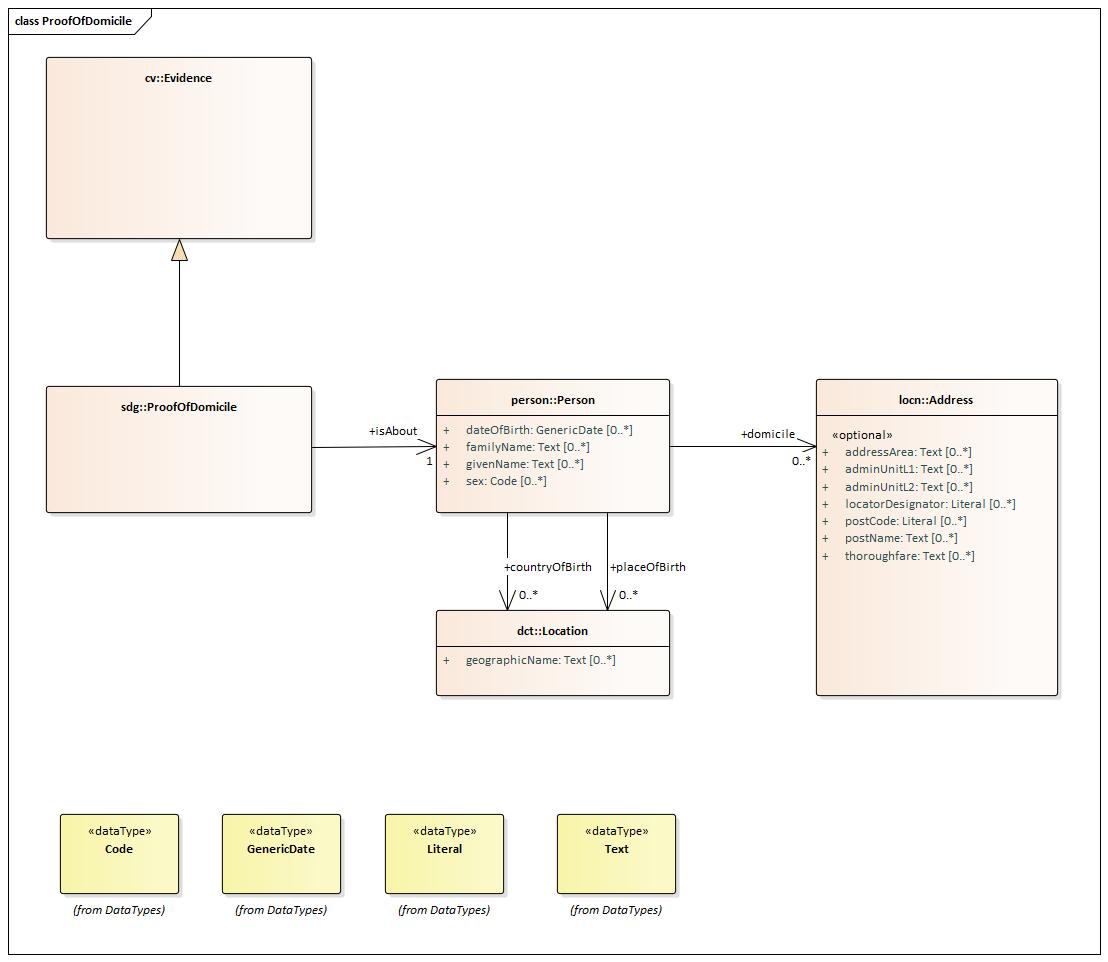 class ProofOfDomicile
cv::Evidence
sdg::ProofOfDomicile
+isAbout
1
person::Person
+ dateOfBirth: GenericDate [0..*]
+ familyName: Text [0..*]
+ givenName: Text [0..*]
+ sex: Code [0..*]
+domicile
0..*
locn::Address
«optional»
+ addressArea: Text [0..*]
+ adminUnitL1: Text [0..*]
+ adminUnitL2: Text [0..*]
+ locatorDesignator: Literal [0..*]
+ postCode: Literal [0..*]
+ postName: Text [0..*]
+ thoroughfare: Text [0..*]
+countryOfBirth
0..*
+placeOfBirth
0..*
dct::Location
+ geographicName: Text [0..*]
«dataType»
Code
(from DataTypes)
«dataType»
GenericDate
(from DataTypes)
«dataType»
Literal
(from DataTypes)
«dataType»
Text
(from DataTypes)